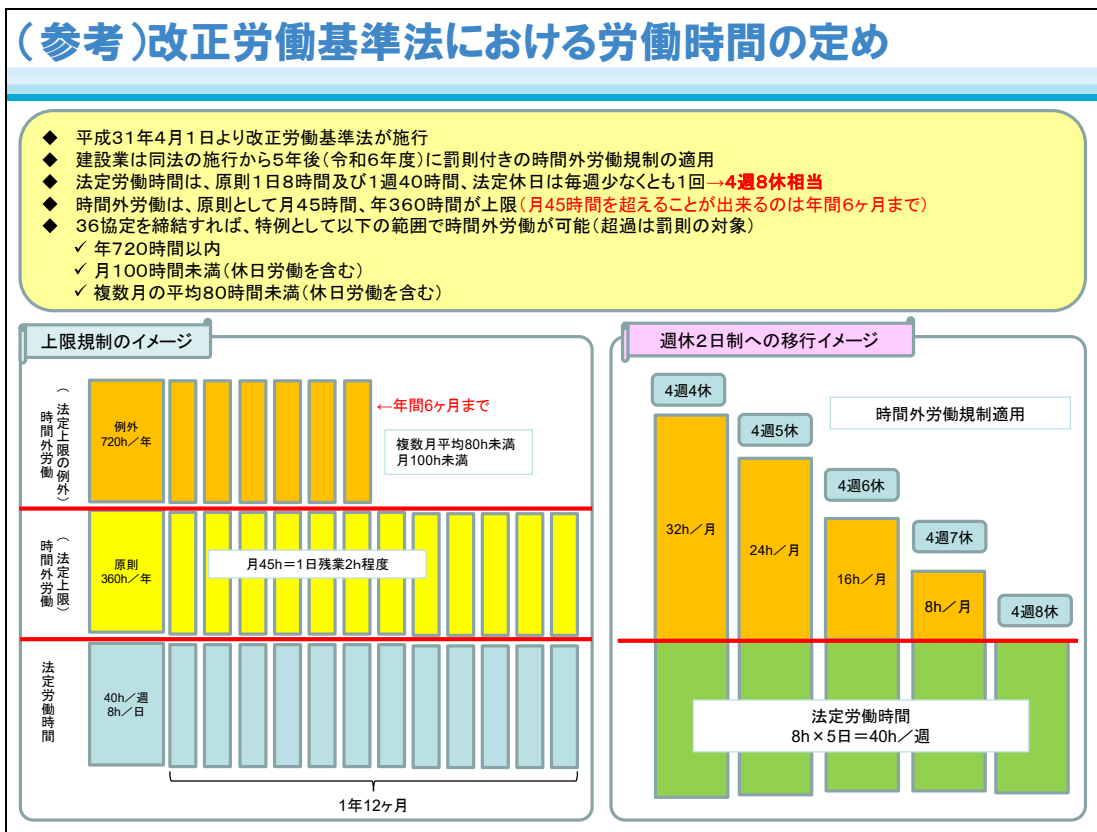 (参考)改正労働基準法における労働時間の定め
◆ 平成31年4月1日より改正労働基準法が施行
◆ 建設業は同法の施行から5年後(令和6年度)に罰則付きの時間外労働規制の適用
◆ 法定労働時間は、原則1日8時間及び1週40時間、法定休日は毎週少なくとも1回→4週8休相当
◆ 時間外労働は、原則として月45時間、年360時間が上限(月45時間を超えることが出来るのは年間6ヶ月まで)
◆ 36協定を締結すれば、特例として以下の範囲で時間外労働が可能(超過は罰則の対象)
✓ 年720時間以内
✓ 月100時間未満(休日労働を含む)
✓ 複数月の平均80時間未満(休日労働を含む)
上限規制のイメージ
(法定上限の例外)
時間外労働
例外
720h/年
←年間6ヶ月まで
複数月平均80h未満
月100h未満
(法定上限)
時間外労働
原則
360h/年
月45h=1日残業2h程度
法定労働時間
40h/週
8h/日
1年12ヶ月
週休2日制への移行イメージ
4週4休
時間外労働規制適用
4週5休
4週6休
32h/月
24h/月
4週7休
16h/月
8h/月
4週8休
法定労働時間
8h×5日=40h/週